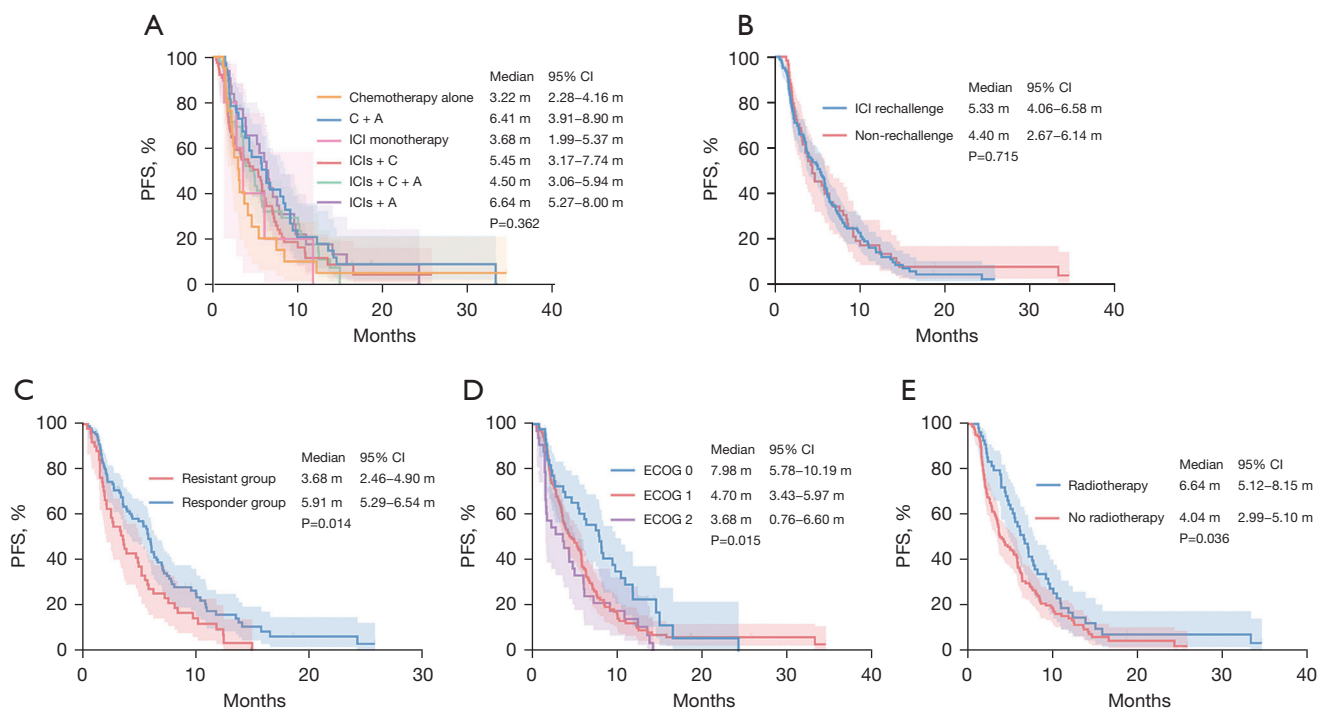 A
PFS, %
100
80
60
40
20
0
Median 95% CI
Chemotherapy alone 3.22 m 2.28–4.16 m
C + A 6.41 m 3.91–8.90 m
ICI monotherapy 3.68 m 1.99–5.37 m
ICIs + C 5.45 m 3.17–7.74 m
ICIs + C + A 4.50 m 3.06–5.94 m
ICIs + A 6.64 m 5.27–8.00 m
P=0.362
0 10 20 30 40
Months
B
PFS, %
100
80
60
40
20
0
Median 95% CI
ICI rechallenge 5.33 m 4.06–6.58 m
Non-rechallenge 4.40 m 2.67–6.14 m
P=0.715
0 10 20 30 40
Months
C
PFS, %
100
80
60
40
20
0
Median 95% CI
Resistant group 3.68 m 2.46–4.90 m
Responder group 5.91 m 5.29–6.54 m
P=0.014
0 10 20 30
Months
D
PFS, %
100
80
60
40
20
0
Median 95% CI
ECOG 0 7.98 m 5.78–10.19 m
ECOG 1 4.70 m 3.43–5.97 m
ECOG 2 3.68 m 0.76–6.60 m
P=0.015
0 10 20 30 40
Months
E
PFS, %
100
80
60
40
20
0
Median 95% CI
Radiotherapy 6.64 m 5.12–8.15 m
No radiotherapy 4.04 m 2.99–5.10 m
P=0.036
0 10 20 30 40
Months